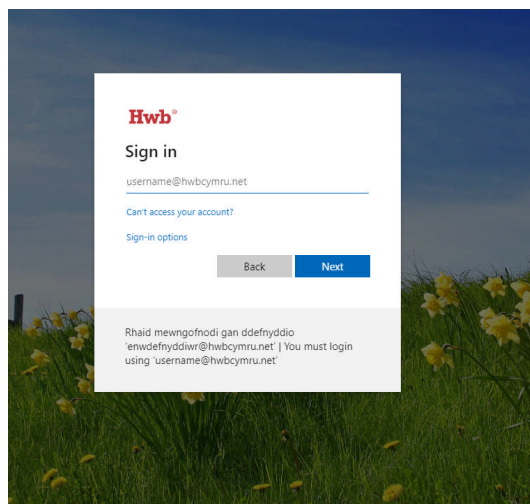 Hwb®
Sign in
username@hwbcymru.net
Can't access your account?
Sign-in options
Back Next
Rhaid mewngofnodi gan ddefnyddio
'enwdefnyddiwr@hwbcymru.net' | You must login
using 'username@hwbcymru.net'